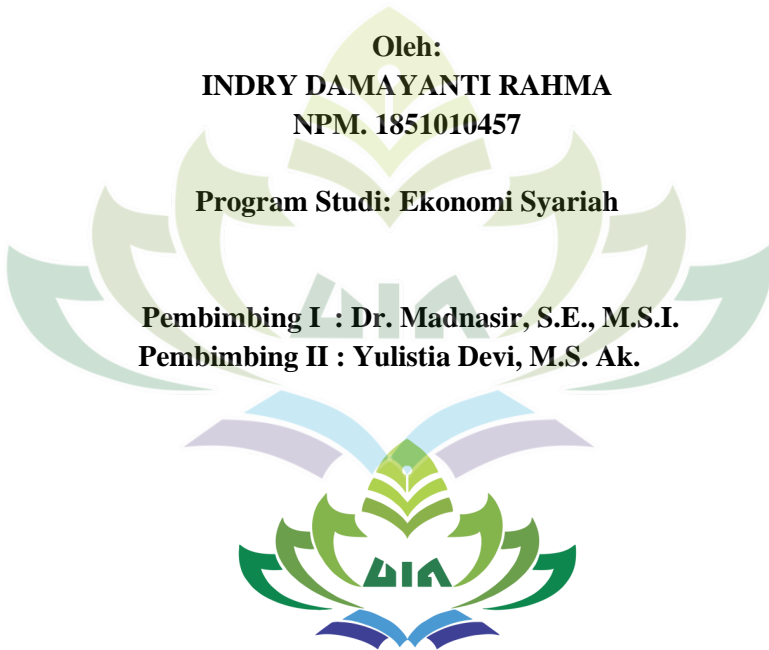 Oleh:
INDRY DAMAYANTI RAHMA
NPM. 1851010457
Program Studi: Ekonomi Syariah
UIN
Pembimbing I : Dr. Madnasir, S.E., M.S.I.
Pembimbing II : Yulistia Devi, M.S. Ak.
UIN